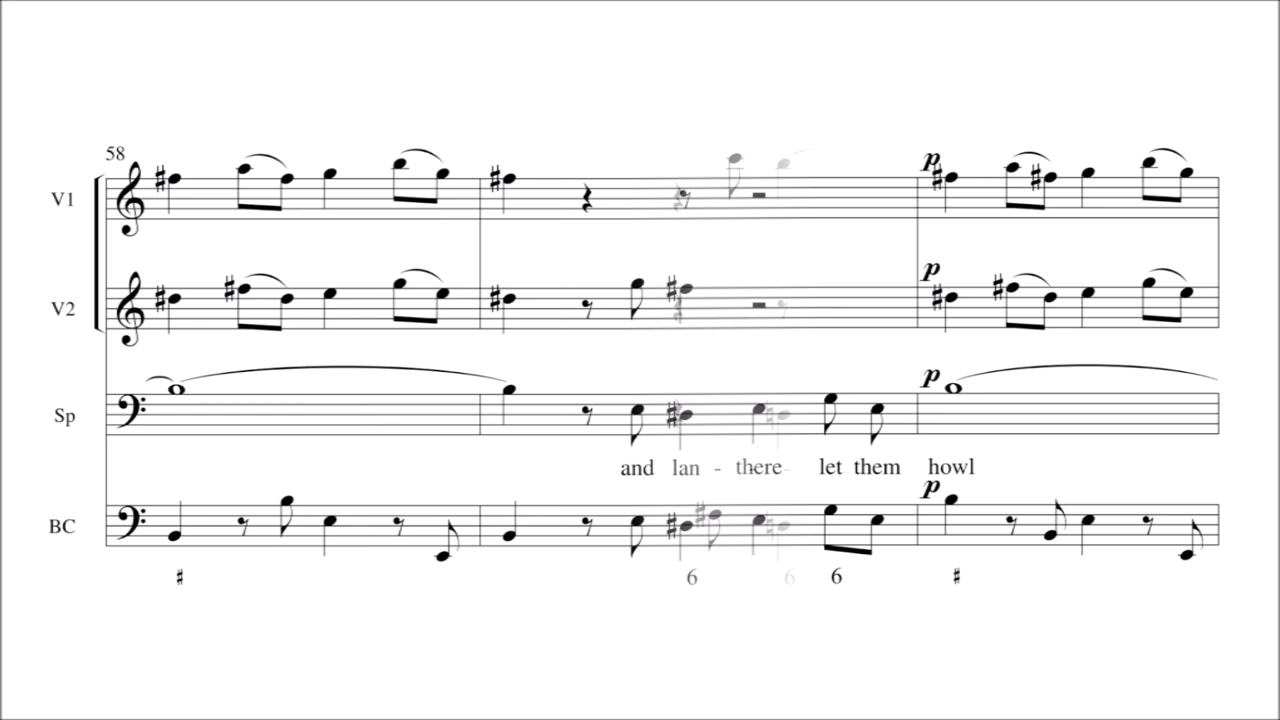 58
p
V1
p
V2
p
Sp
and lan - there let them howl
p
BC
6 6 6